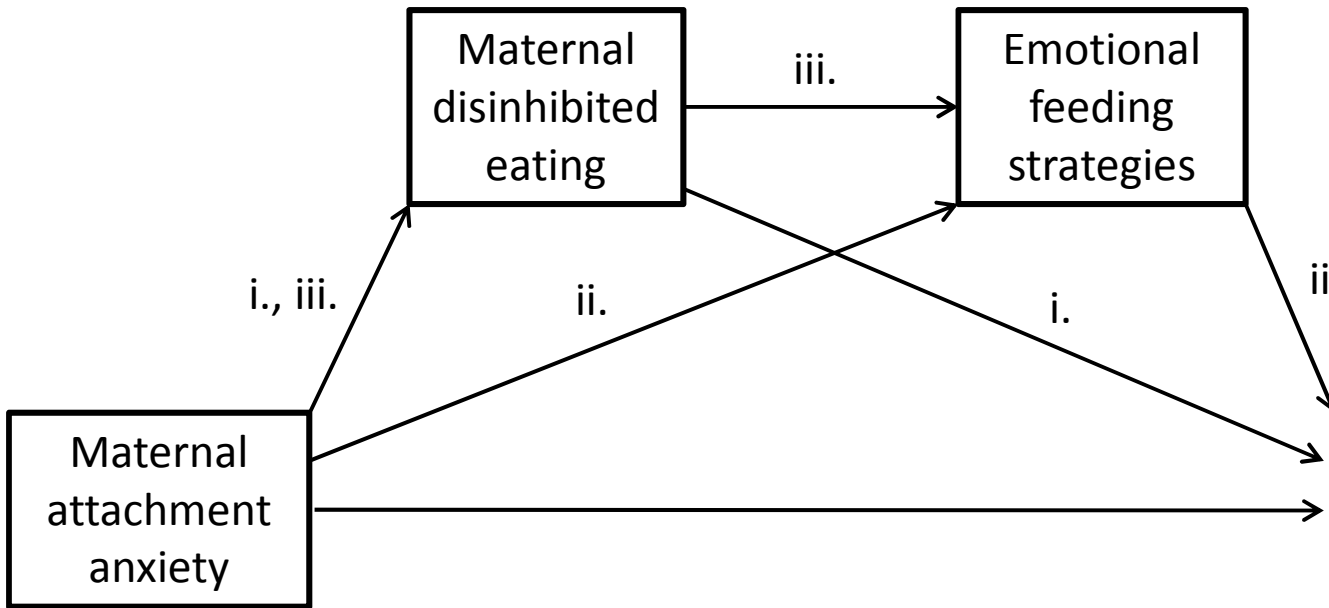 Maternal
disinhibited
eating
iii.
Emotional
feeding
strategies
i., iii.
ii.
i.
ii
Maternal
attachment
anxiety